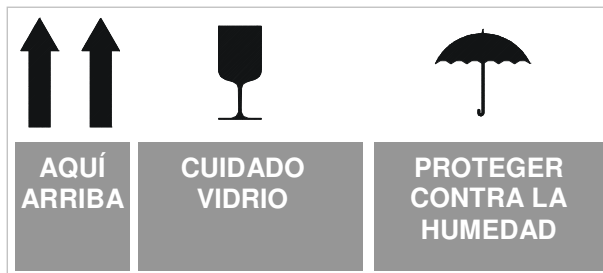 AQUÍ
ARRIBA
CUIDADO
VIDRIO
PROTEGER
CONTRA LA
HUMEDAD